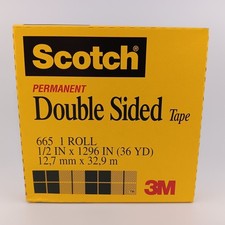 Scotch
PERMANENT
Double Sided Tape
665 1 ROLL
1/2 IN x 1296 IN (36 YD)
12,7 mm x 32,9 m
3M